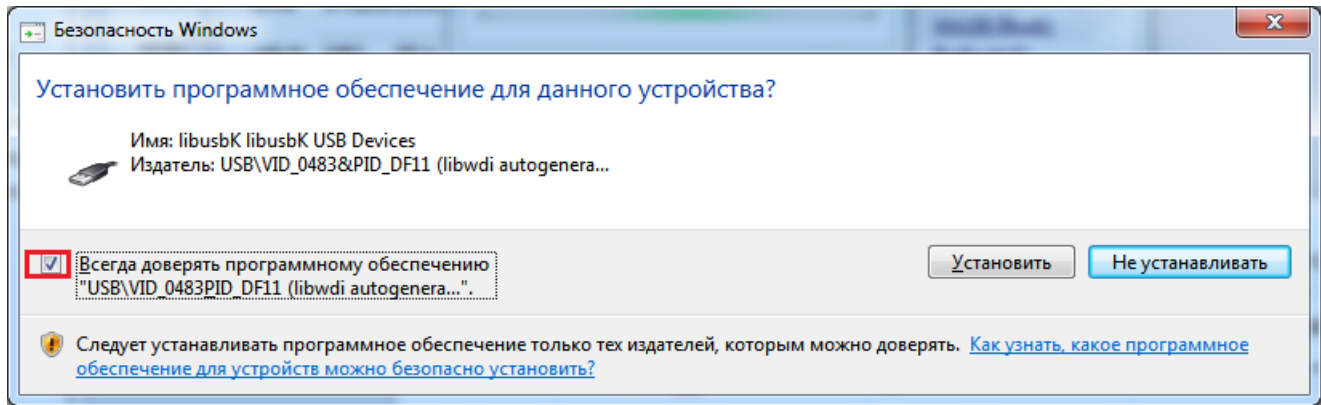 Безопасность Windows
Установить программное обеспечение для данного устройства?
Имя: libusbK libusbK USB Devices
Издатель: USB\VID_0483&PID_DF11 (libwdi autogenera...
Всегда доверять программному обеспечению
"USB\VID_0483PID_DF11 (libwdi autogenera...".
Установить
Не устанавливать
Следует устанавливать программное обеспечение только тех издателей, которым можно доверять. Как узнать, какое программное
обеспечение для устройств можно безопасно установить?